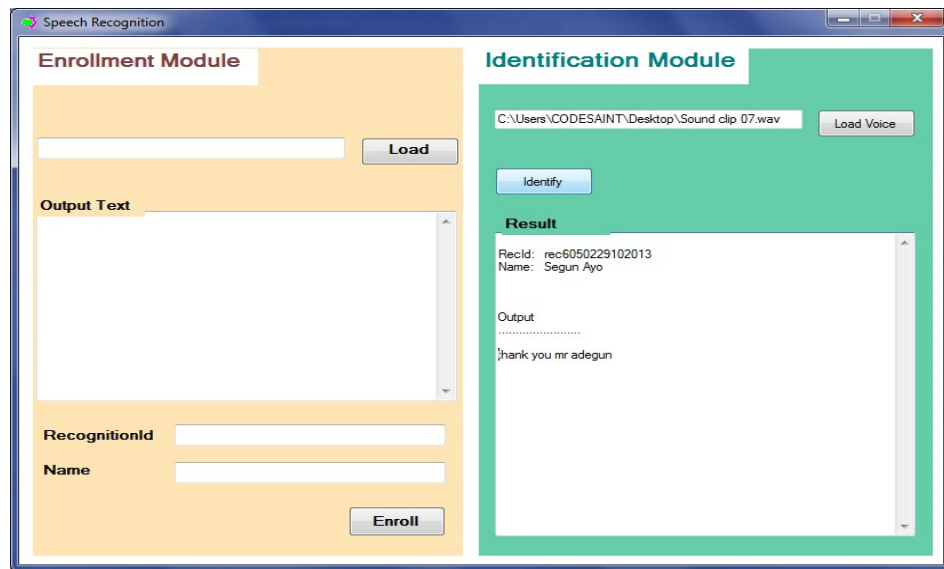 Speech Recognition
Enrollment Module
Load
Output Text
RecognitionId
Name
Enroll
Identification Module
C:\Users\CODESAINT\Desktop\Sound clip 07.wav
Load Voice
Identify
Result
RecId: rec6050229102013
Name: Segun Ayo
Output
........................
thank you mr adegun